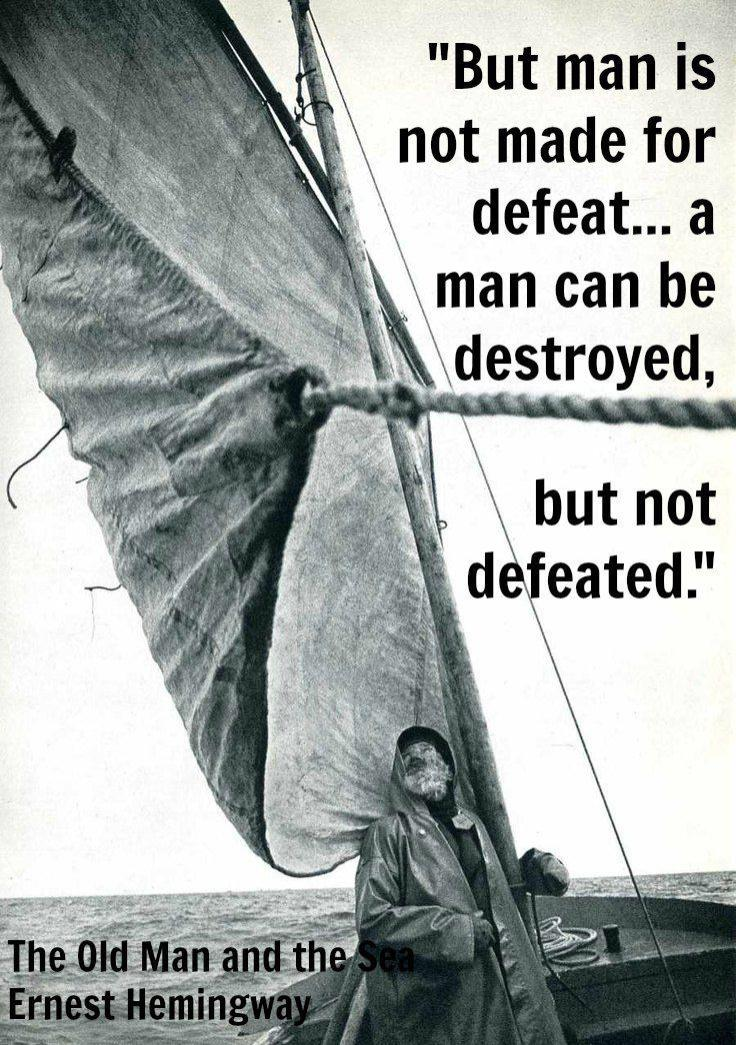 "But man is
not made for
defeat... a
man can be
destroyed,
but not
defeated."
The Old Man and the Sea
Ernest Hemingway